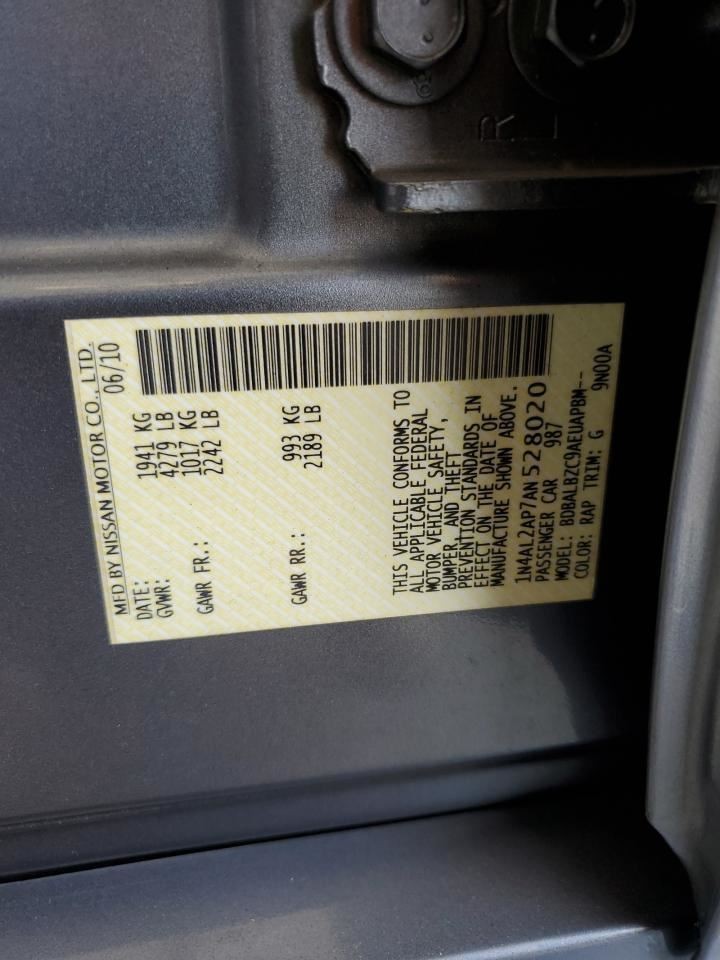 MFD BY NISSAN MOTOR CO., LTD.
DATE: 06/10
GVWR: 1941 KG
4279 LB
GAWR FR.: 1017 KG
2242 LB
GAWR RR.: 993 KG
2189 LB
THIS VEHICLE CONFORMS TO
ALL APPLICABLE FEDERAL
MOTOR VEHICLE SAFETY,
BUMPER, AND THEFT
PREVENTION STANDARDS IN
EFFECT ON THE DATE OF
MANUFACTURE SHOWN ABOVE.
1N4AL2AP7AN528020
PASSENGER CAR 987
MODEL: BDBALBZC9AEUAPBM--
COLOR: RAP TRIM: G 9N00A
R